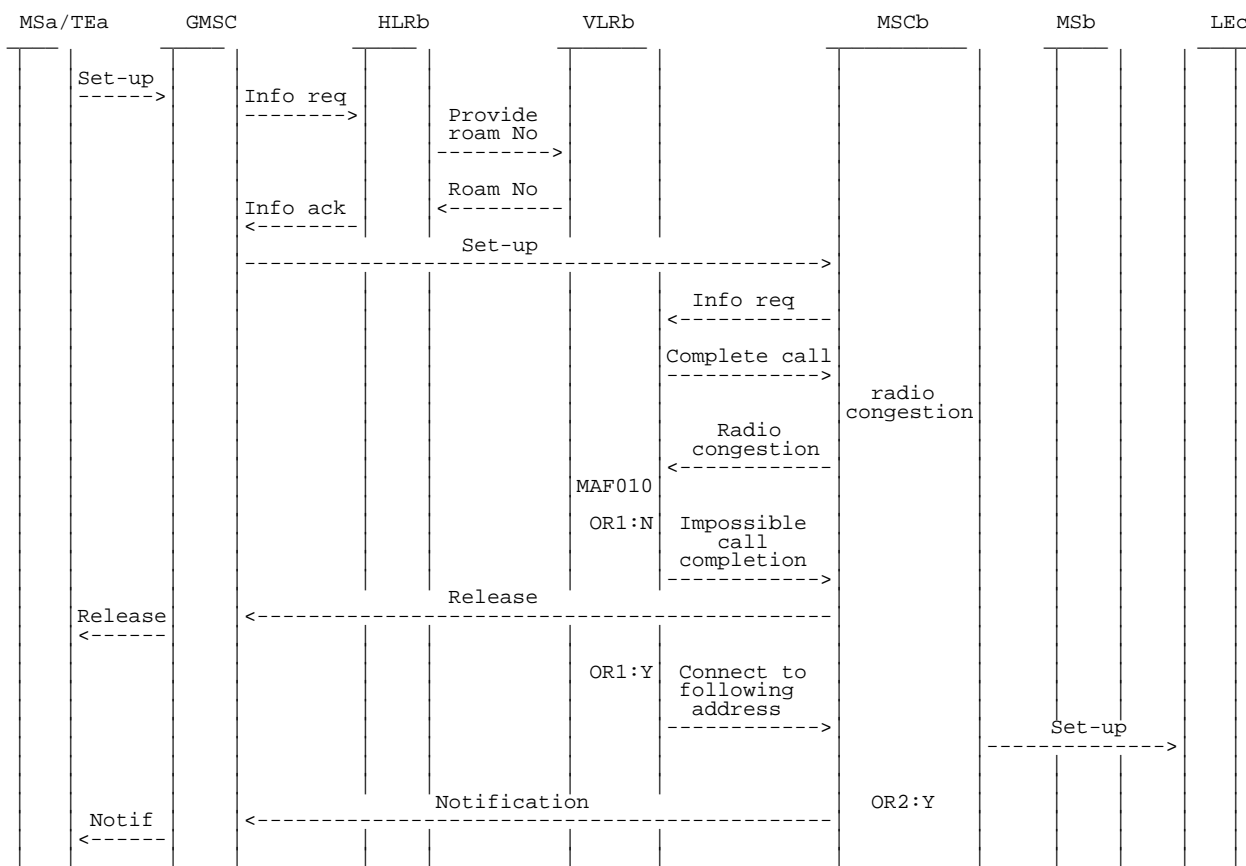 MSa/TEa GMSC HLRb VLRb MSCb MSb LEc
Set-up
Info req
Provide
roam No
Roam No
Info ack
Set-up
Info req
Complete call
radio
congestion
Radio
congestion
MAF010
OR1:N Impossible
call
completion
Release
Release
OR1:Y Connect to
following
address
Set-up
Notification OR2:Y
Notif